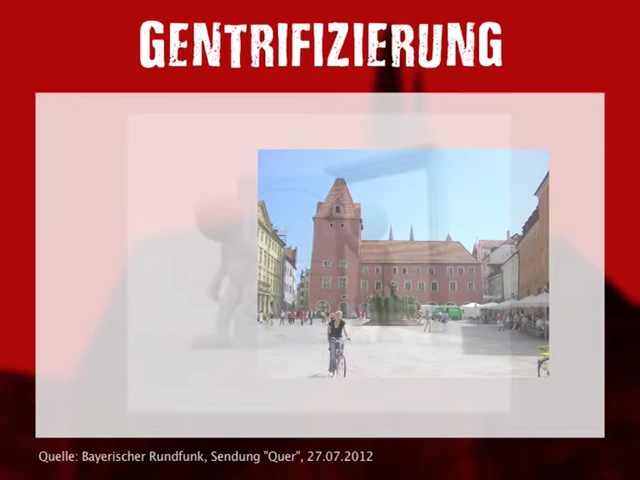 GENTRIFIZIERUNG
Quelle: Bayerischer Rundfunk, Sendung "Quer", 27.07.2012